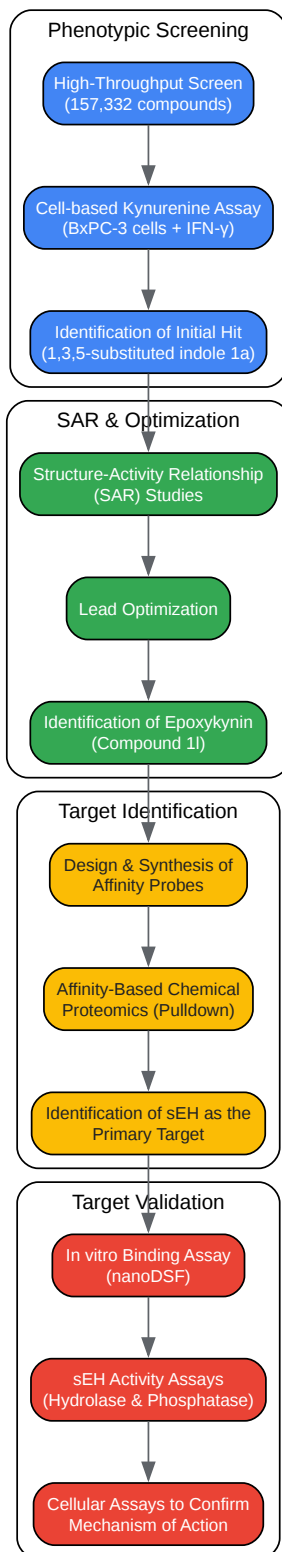 Phenotypic Screening
High-Throughput Screen
(157,332 compounds)
Cell-based Kynurenine Assay
(BxPC-3 cells + IFN-γ)
Identification of Initial Hit
(1,3,5-substituted indole 1a)
SAR & Optimization
Structure-Activity Relationship
(SAR) Studies
Lead Optimization
Identification of Epoxykynin
(Compound 1l)
Target Identification
Design & Synthesis of
Affinity Probes
Affinity-Based Chemical
Proteomics (Pulldown)
Identification of sEH as the
Primary Target
Target Validation
In vitro Binding Assay
(nanoDSF)
sEH Activity Assays
(Hydrolase & Phosphatase)
Cellular Assays to Confirm
Mechanism of Action